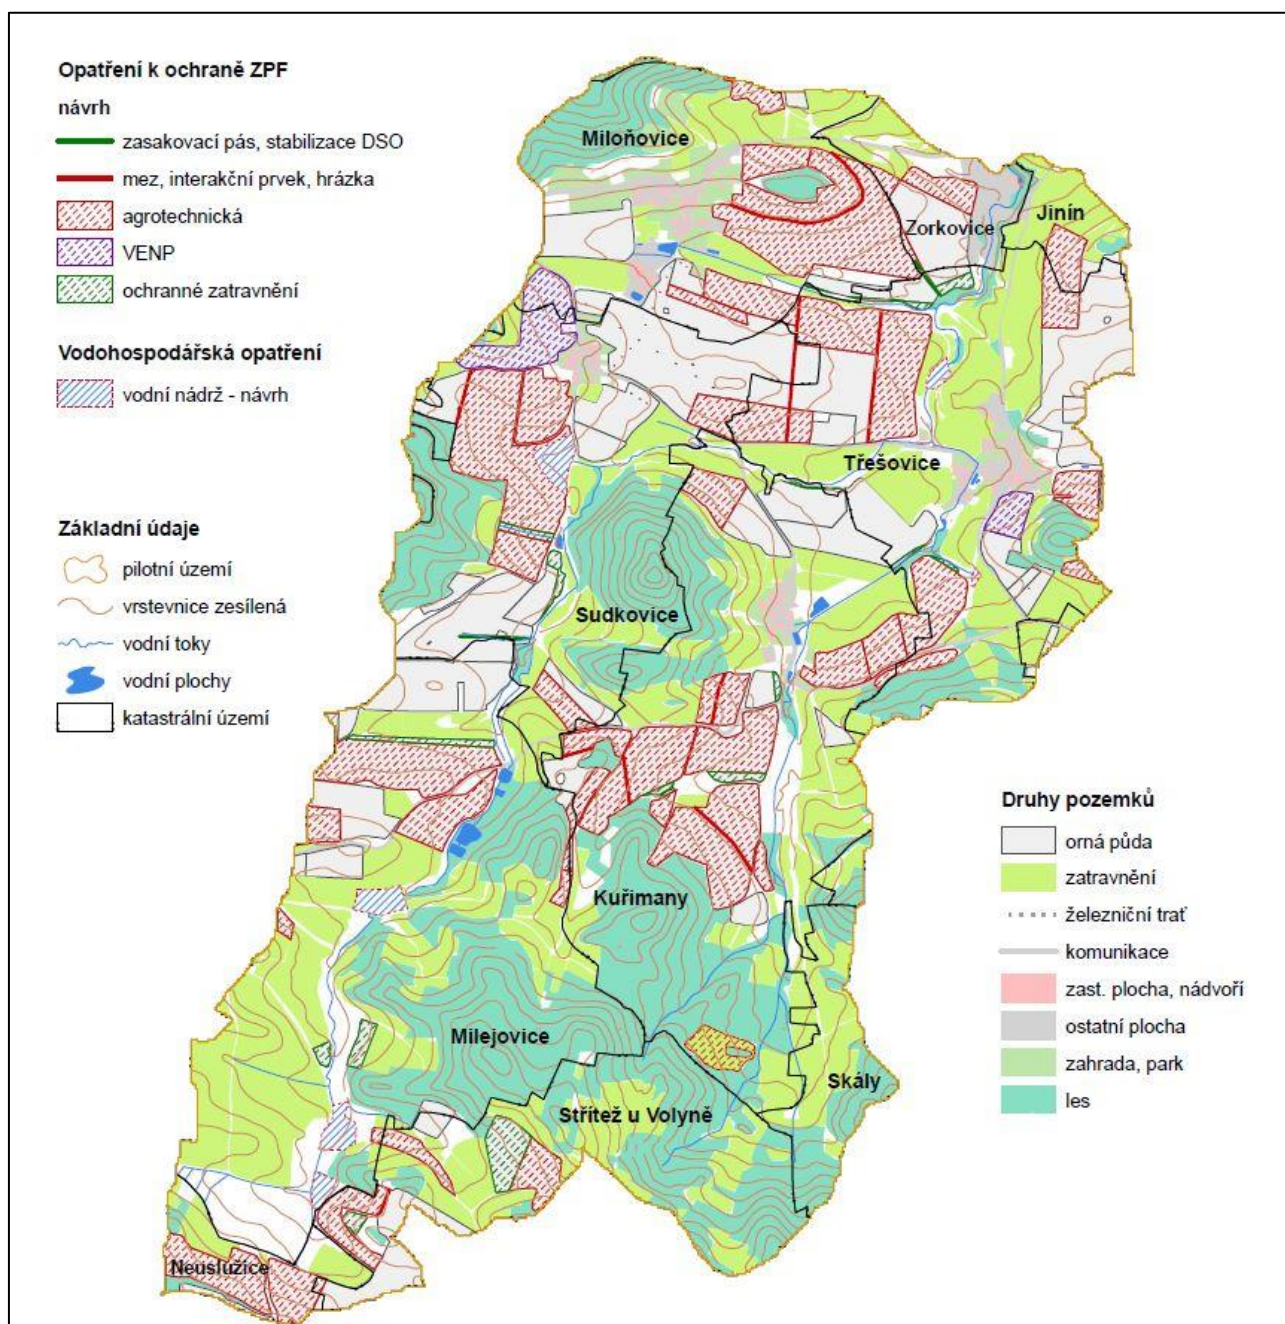 Opatření k ochraně ZPF
návrh
zasakovací pás, stabilizace DSO
mez, interakční prvek, hrázka
agrotechnická
VENP
ochranné zatravnění
Vodohospodářská opatření
vodní nádrž - návrh
Základní údaje
pilotní území
vrstevnice zesílená
vodní toky
vodní plochy
katastrální území
Miloňovice
Zorkovice
Jinín
Třešovice
Sudkovice
Kuřimany
Milejovice
Skály
Střítež u Volyně
Neuslužice
Druhy pozemků
orná půda
zatravnění
železniční trať
komunikace
zast. plocha, nádvoří
ostatní plocha
zahrada, park
les